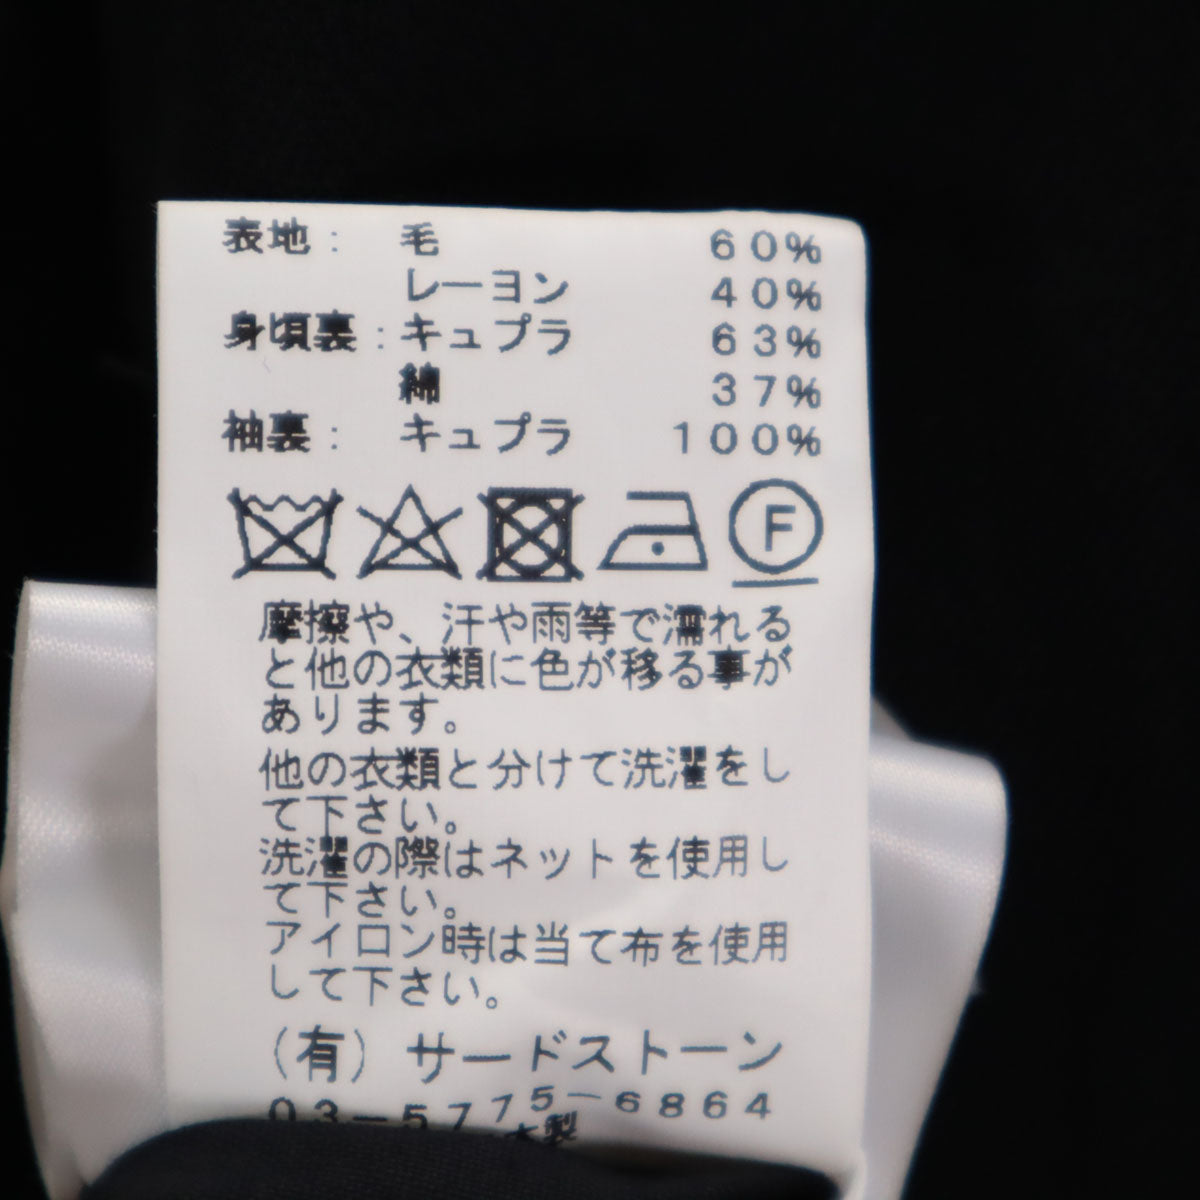 表地： 毛 60%
レーヨン 40%
身頃裏：キュプラ 63%
綿 37%
袖裏： キュプラ 100%
F
摩擦や、汗や雨等で濡れる
と他の衣類に色が移る事が
あります。
他の衣類と分けて洗濯をし
て下さい。
洗濯の際はネットを使用し
て下さい。
アイロン時は当て布を使用
して下さい。
(有) サードストーン
03-5775-6864
本製